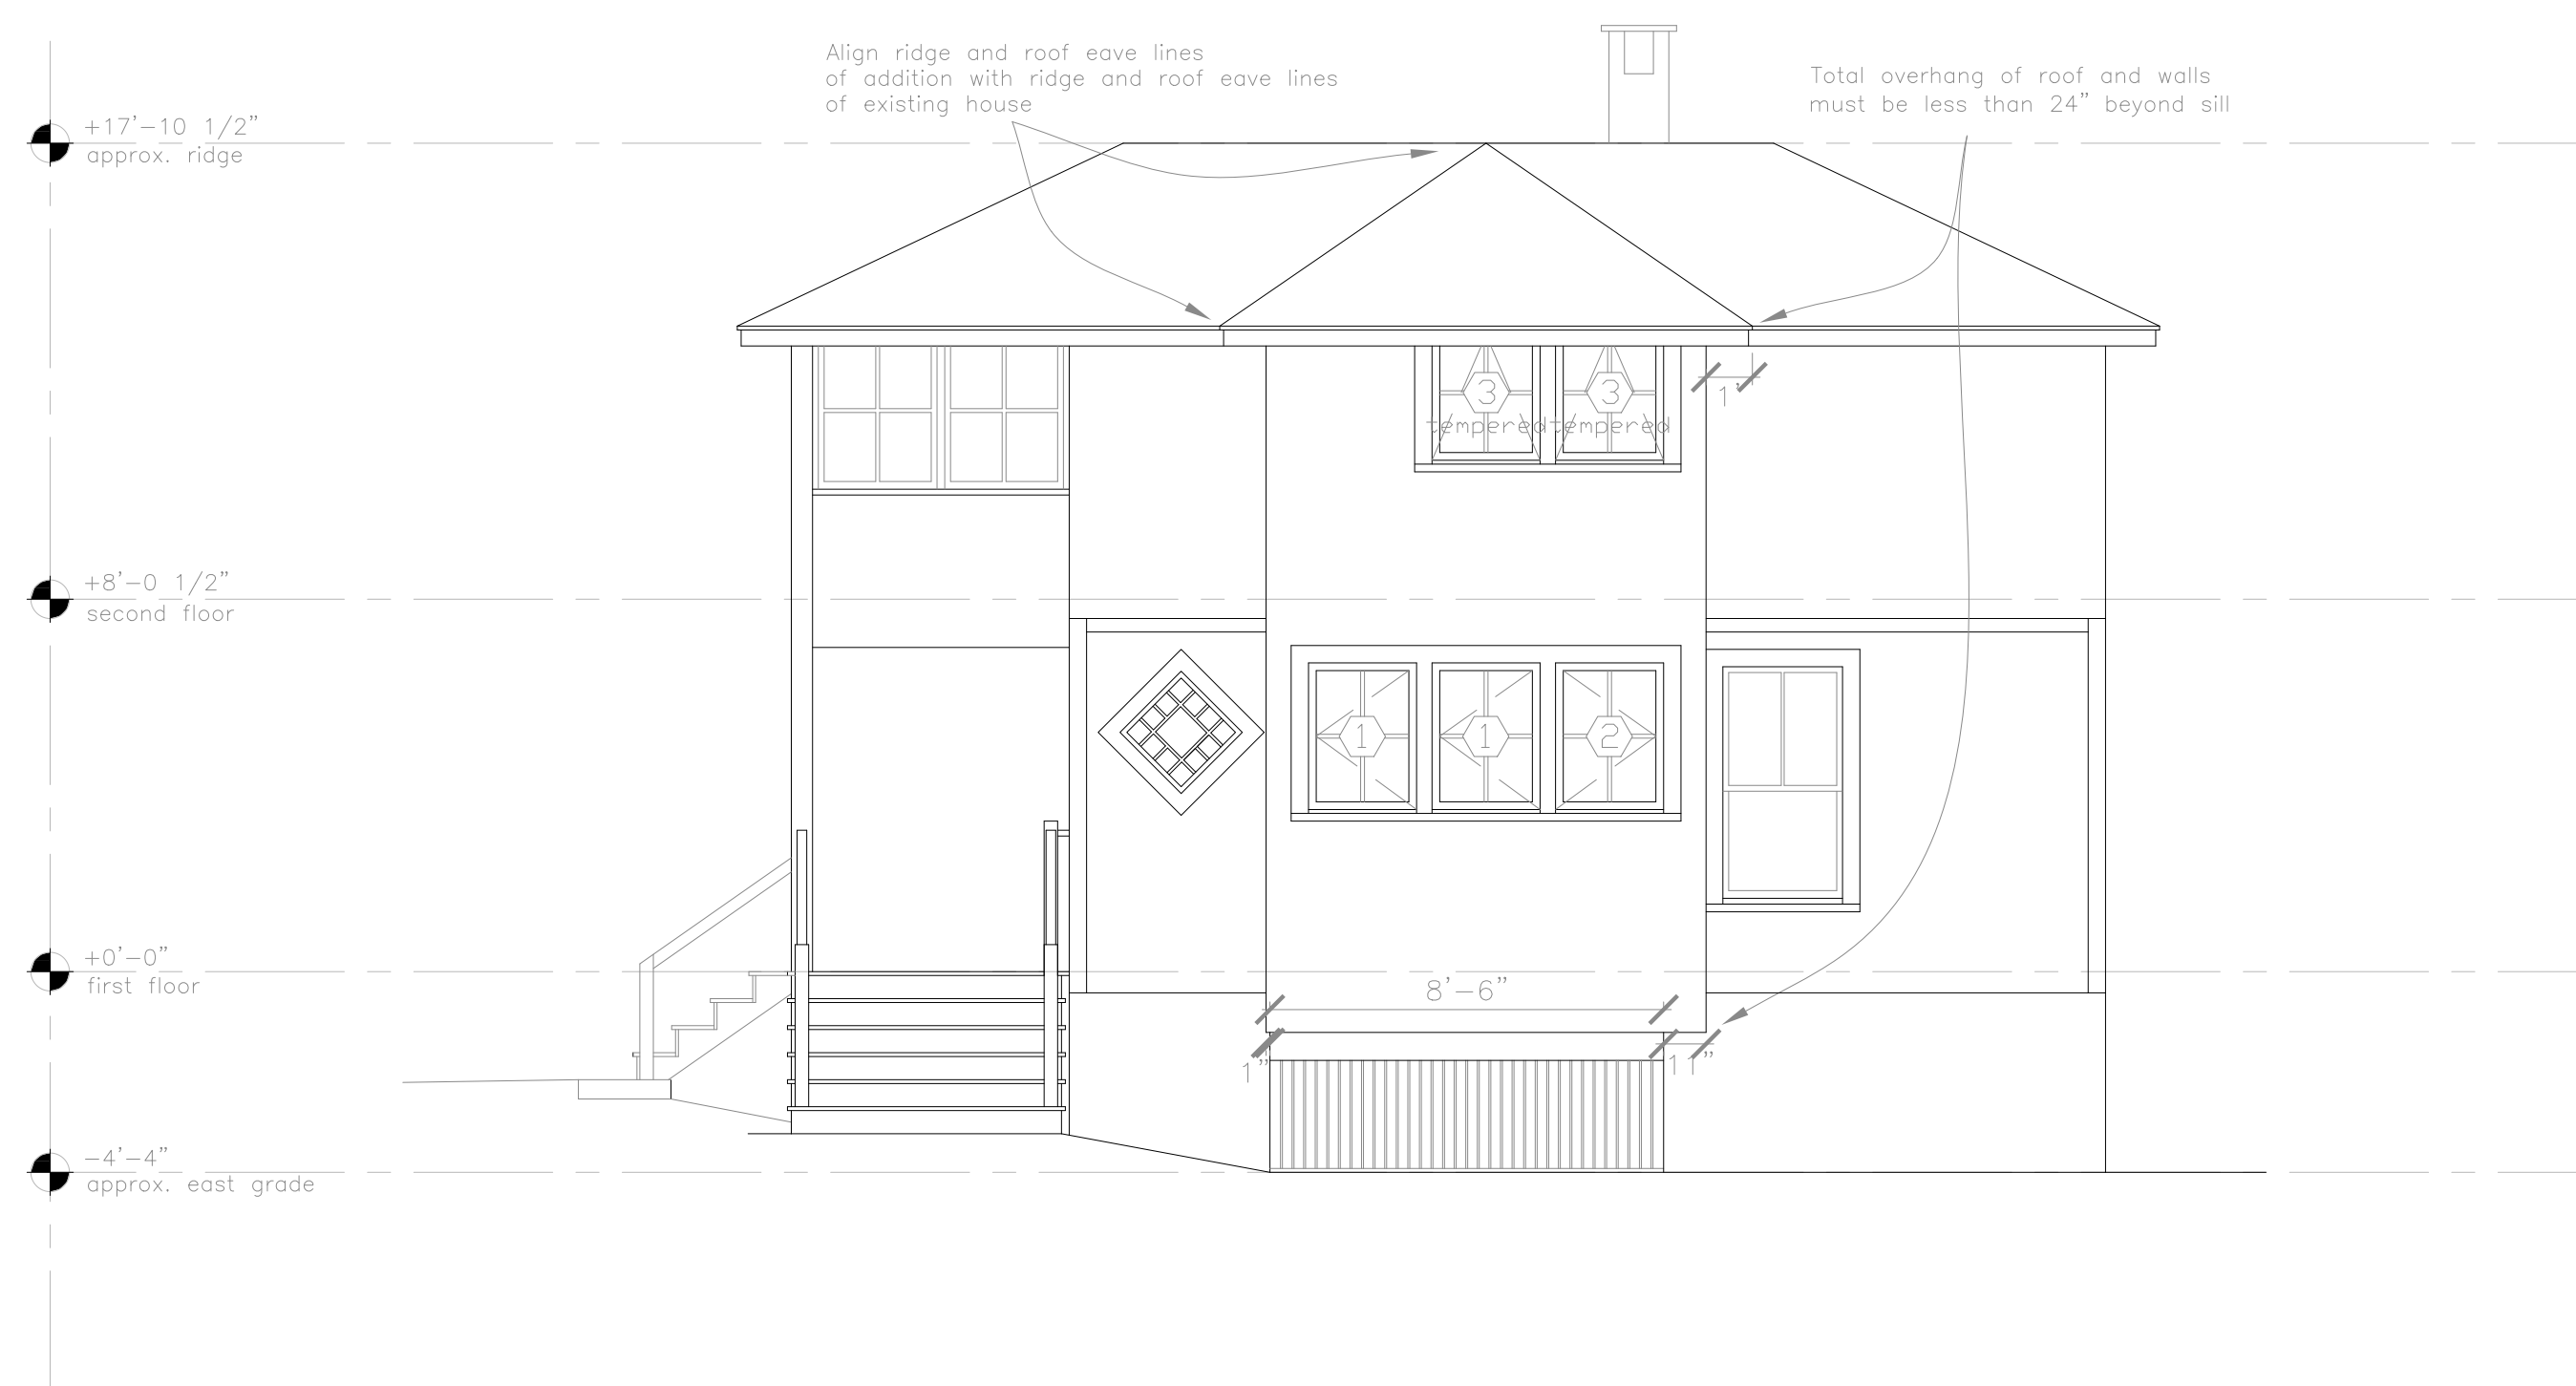 Align ridge and roof eave lines
of addition with ridge and roof eave lines
of existing house
Total overhang of roof and walls
must be less than 24” beyond sill
+17’-10 1/2”
approx. ridge
3
3
1’
tempered
tempered
+8’-0 1/2”
second floor
1
1
2
+0’-0”
first floor
8’-6”
1”
11”
-4’-4”
approx. east grade